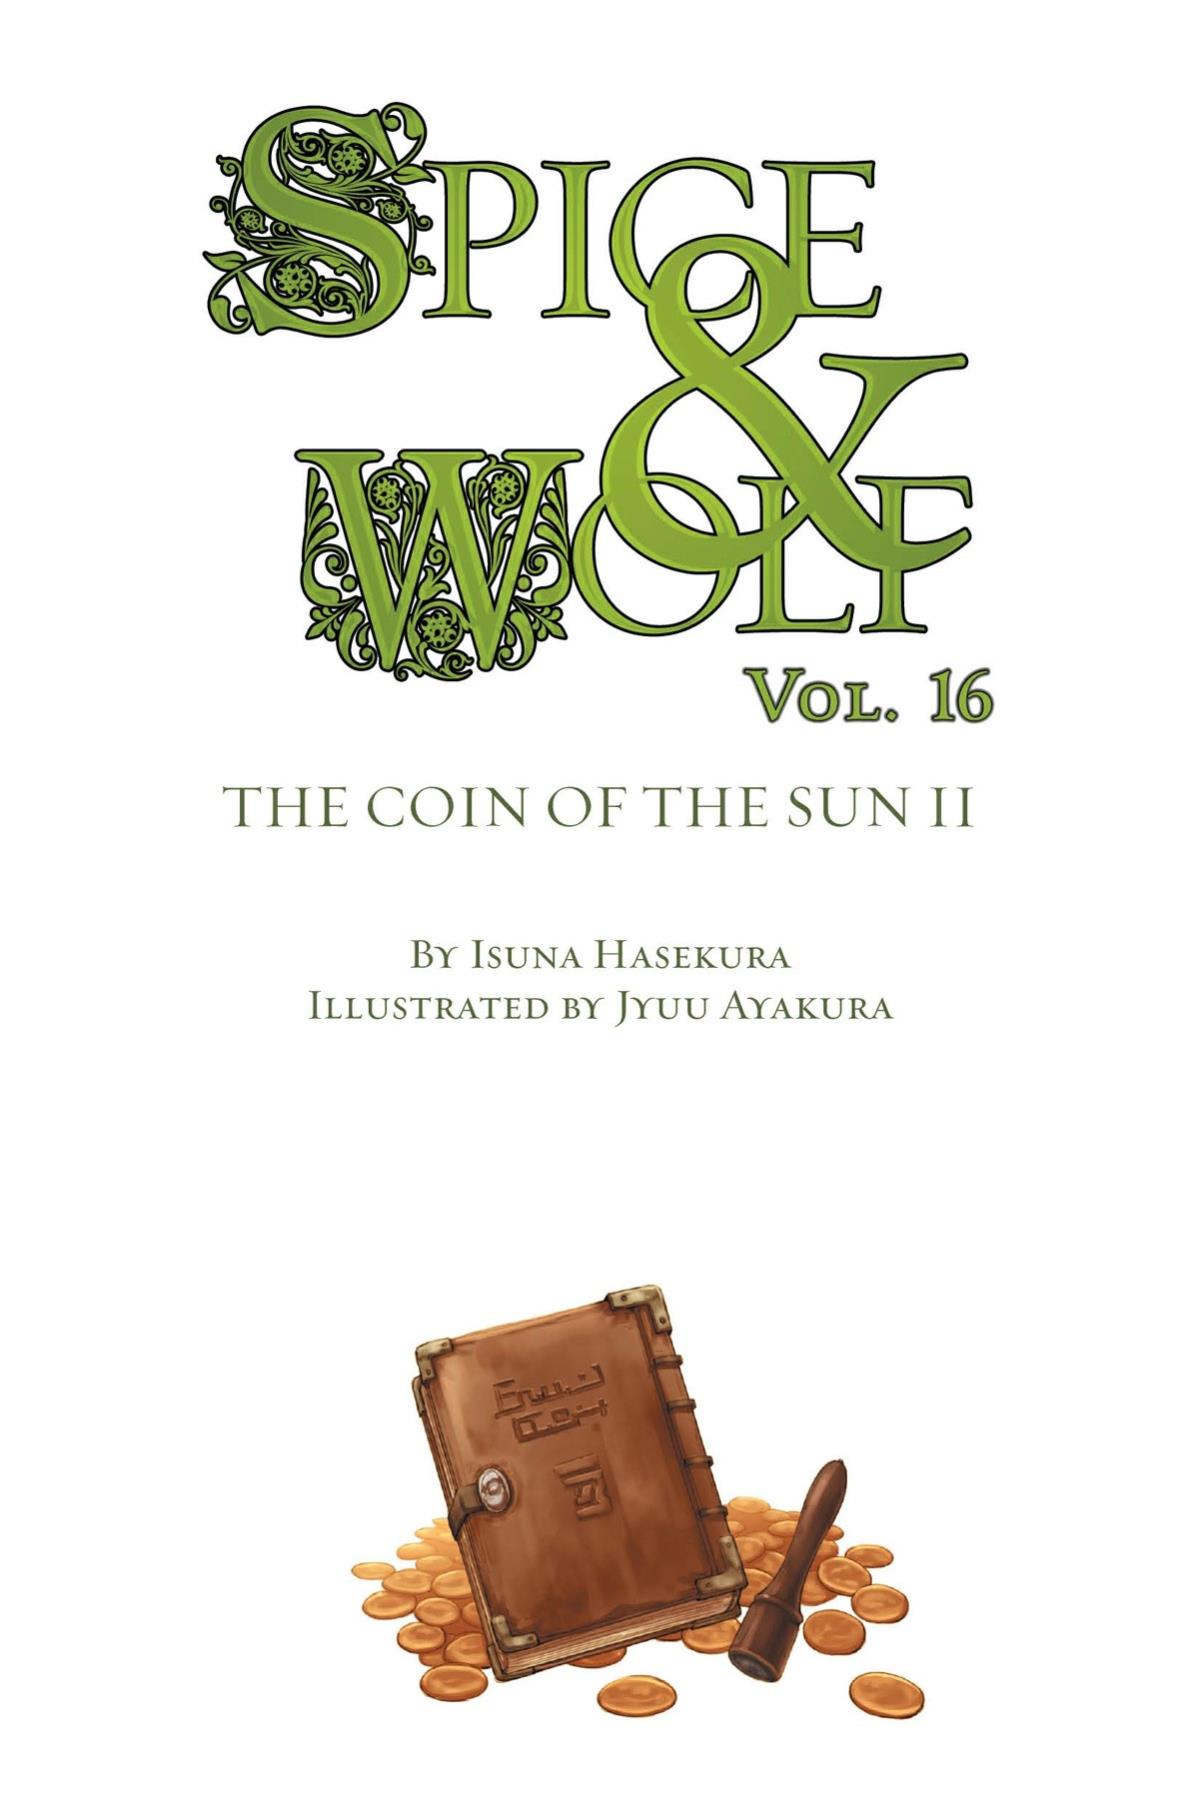 SPICE
&
WOLF
VOL. 16
THE COIN OF THE SUN II
BY ISUNA HASEKURA
ILLUSTRATED BY JYUU AYAKURA